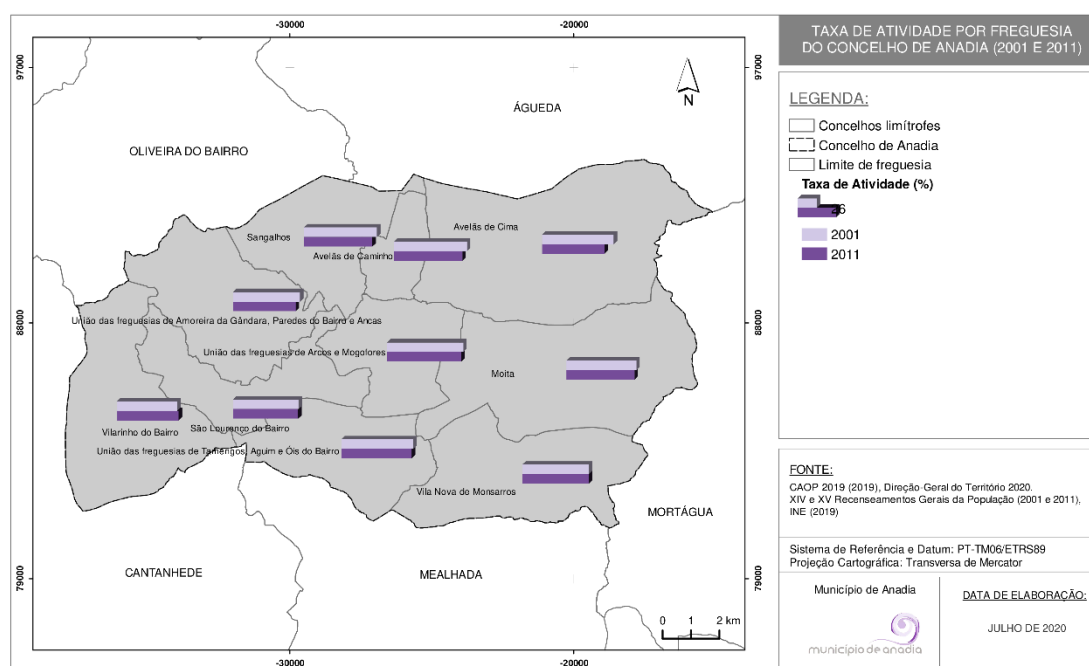 -30000
-20000
TAXA DE ATIVIDADE POR FREGUESIA
DO CONCELHO DE ANADIA (2001 E 2011)
97000
97000
N
ÁGUEDA
OLIVEIRA DO BAIRRO
LEGENDA:
Concelhos limítrofes
Concelho de Anadia
Limite de freguesia
Taxa de Atividade (%)
26
2001
2011
Sangalhos
Avelãs de Cima
Avelãs de Caminho
88000
88000
União das freguesias de Amoreira da Gândara, Paredes do Bairro e Ancas
União das freguesias de Arcos e Mogofores
Moita
Vilarinho do Bairro
São Lourenço do Bairro
União das freguesias de Tamengos, Aguim e Óis do Bairro
Vila Nova de Monsarros
MORTÁGUA
CANTANHEDE
MEALHADA
79000
79000
0 1 2 km
-30000
-20000
FONTE:
CAOP 2019 (2019), Direção-Geral do Território 2020.
XIV e XV Recenseamentos Gerais da População (2001 e 2011),
INE (2019)
Sistema de Referência e Datum: PT-TM06/ETRS89
Projeção Cartográfica: Transversa de Mercator
Município de Anadia
município de anadia
DATA DE ELABORAÇÃO:
JULHO DE 2020